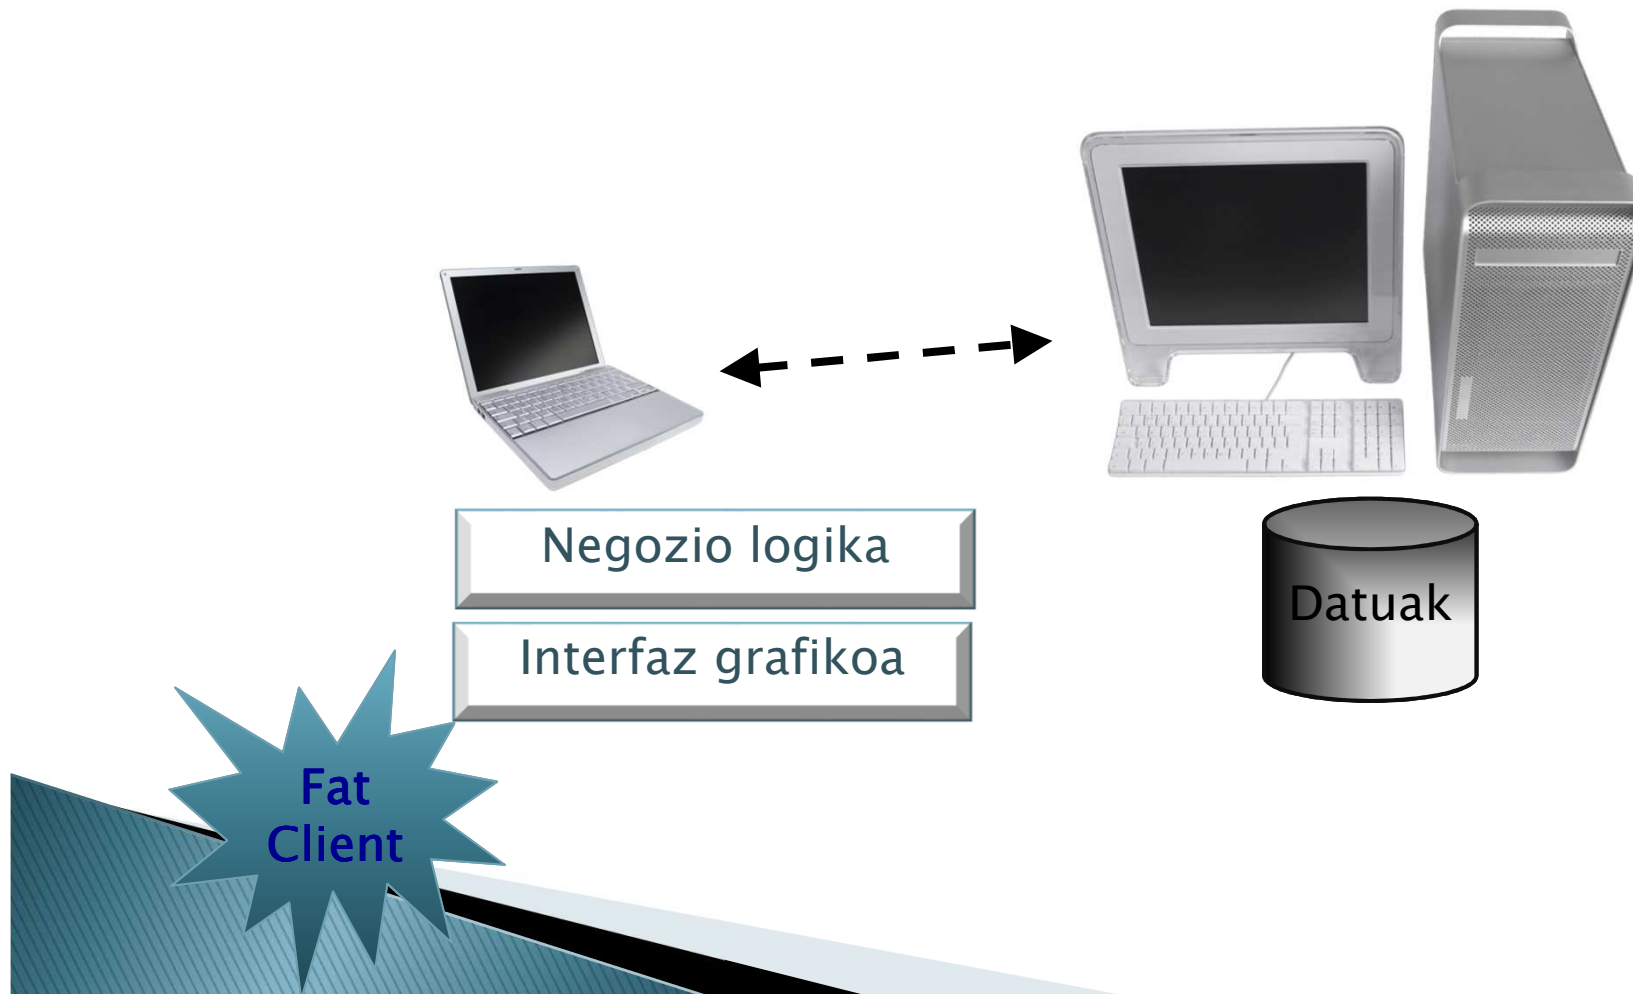 Negozio logika
Interfaz grafikoa
Datuak
Fat
Client